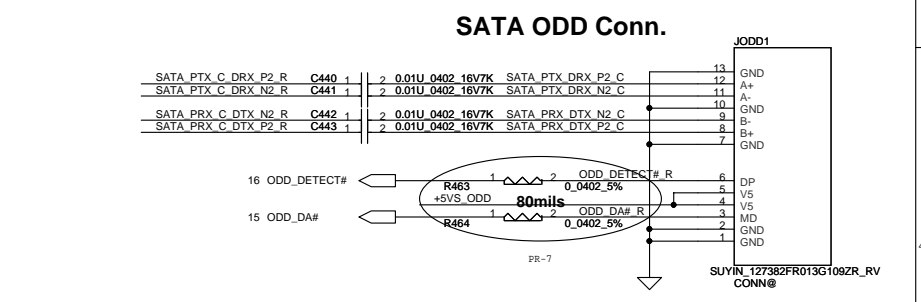 SATA ODD Conn.
JODD1
13 GND
SATA_PTX_C_DRX_P2_R C440 1 2 0.01U_0402_16V7K SATA_PTX_DRX_P2_C 12 A+
SATA_PTX_C_DRX_N2_R C441 1 2 0.01U_0402_16V7K SATA_PTX_DRX_N2_C 11 A-
10 GND
SATA_PRX_C_DTX_N2_R C442 1 2 0.01U_0402_16V7K SATA_PRX_DTX_N2_C 9 B-
SATA_PRX_C_DTX_P2_R C443 1 2 0.01U_0402_16V7K SATA_PRX_DTX_P2_C 8 B+
7 GND
16 ODD_DETECT# 1 2 ODD_DETECT#_R 6 DP
R463 0_0402_5% 5 V5
+5VS_ODD 80mils 4 V5
15 ODD_DA# 1 2 ODD_DA#_R 3 MD
R464 0_0402_5% 2 GND
1 GND
PR-7
SUYIN_127382FR013G109ZR_RV
CONN@